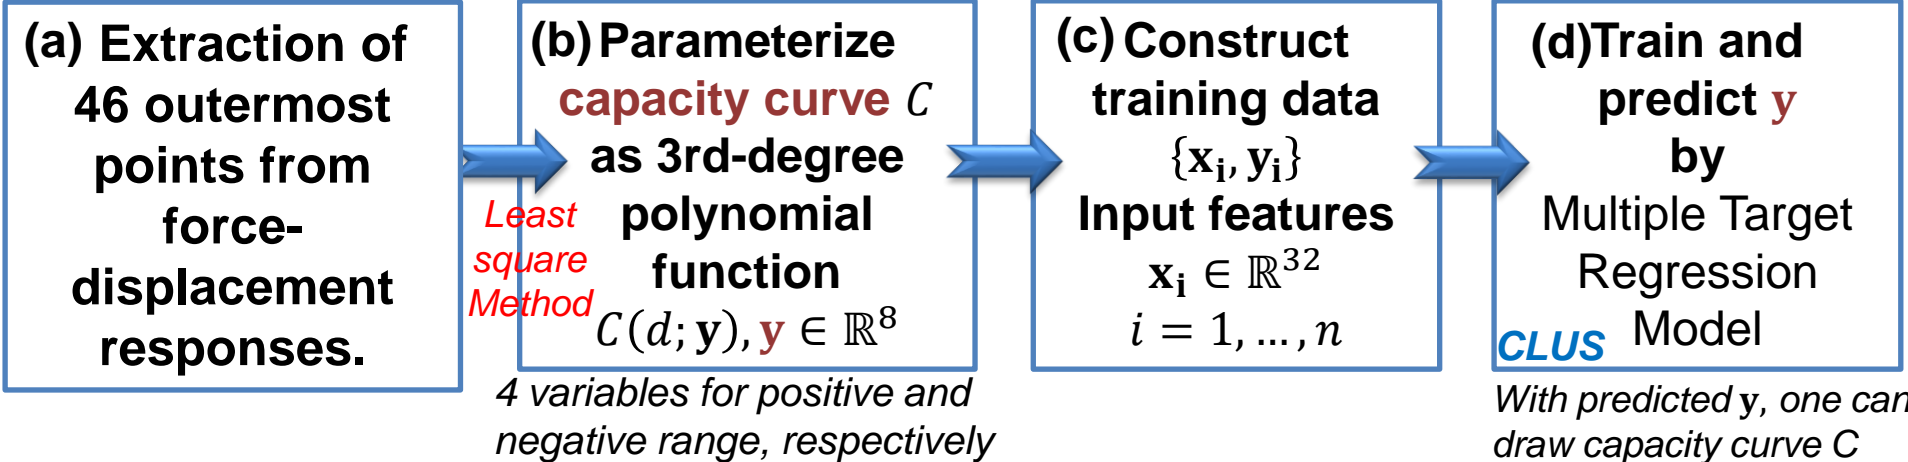 (a) Extraction of
46 outermost
points from
force-
displacement
responses.
Least
square
Method
(b) Parameterize
capacity curve C
as 3rd-degree
polynomial
function
C(d; y), y ∈ ℝ⁸
4 variables for positive and
negative range, respectively
(c) Construct
training data
{xᵢ, yᵢ}
Input features
xᵢ ∈ ℝ³²
i = 1, … , n
(d)Train and
predict y
by
Multiple Target
Regression
Model
CLUS
With predicted y, one can
draw capacity curve C